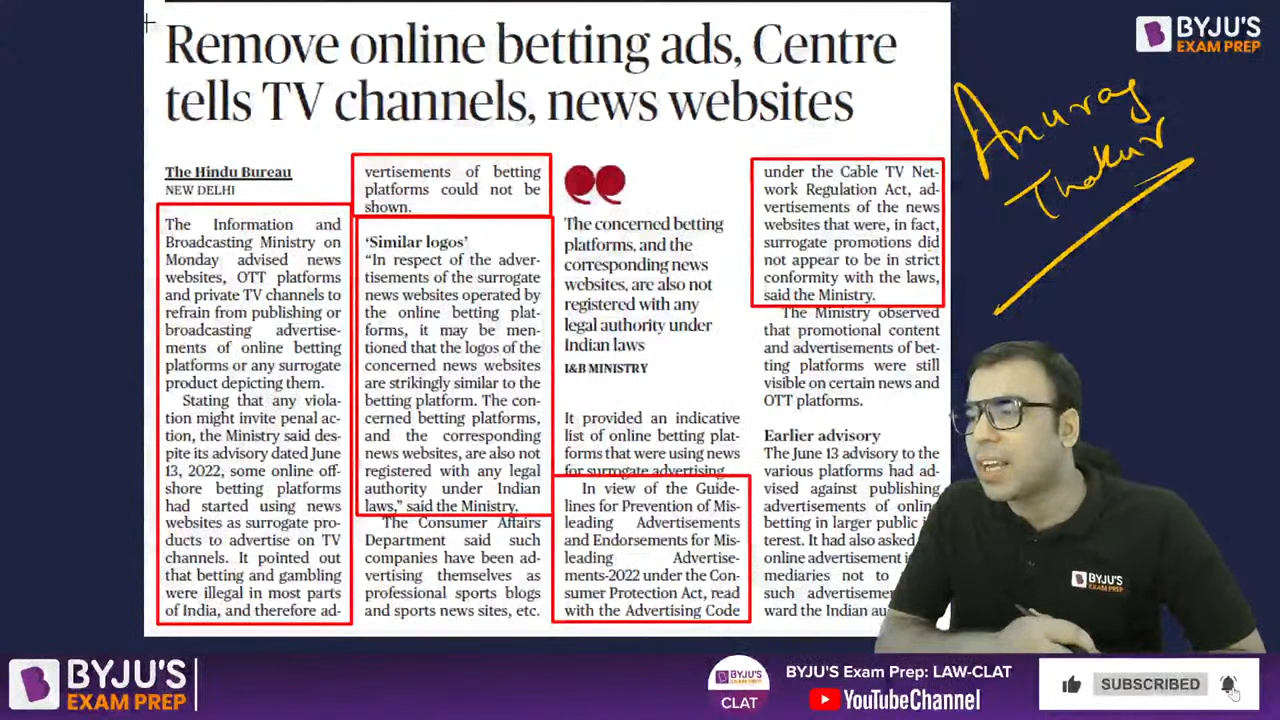 Remove online betting ads, Centre
tells TV channels, news websites
The Hindu Bureau
NEW DELHI
The Information and
Broadcasting Ministry on
Monday advised news
websites, OTT platforms
and private TV channels to
refrain from publishing or
broadcasting advertise-
ments of online betting
platforms or any surrogate
product depicting them.
Stating that any viola-
tion might invite penal ac-
tion, the Ministry said des-
pite its advisory dated June
13, 2022, some online off-
shore betting platforms
had started using news
websites as surrogate pro-
ducts to advertise on TV
channels. It pointed out
that betting and gambling
were illegal in most parts
of India, and therefore ad-
vertisements of betting
platforms could not be
shown.
‘Similar logos’
“In respect of the adver-
tisements of the surrogate
news websites operated by
the online betting plat-
forms, it may be men-
tioned that the logos of the
concerned news websites
are strikingly similar to the
betting platform. The con-
cerned betting platforms,
and the corresponding
news websites, are also not
registered with any legal
authority under Indian
laws,” said the Ministry.
The Consumer Affairs
Department said such
companies have been ad-
vertising themselves as
professional sports blogs
and sports news sites, etc.
The concerned betting
platforms, and the
corresponding news
websites, are also not
registered with any
legal authority under
Indian laws
I&B MINISTRY
It provided an indicative
list of online betting plat-
forms that were using news
for surrogate advertising.
In view of the Guide-
lines for Prevention of Mis-
leading Advertisements
and Endorsements for Mis-
leading Advertise-
ments-2022 under the Con-
sumer Protection Act, read
with the Advertising Code
under the Cable TV Net-
work Regulation Act, ad-
vertisements of the news
websites that were, in fact,
surrogate promotions did
not appear to be in strict
conformity with the laws,
said the Ministry.
The Ministry observed
that promotional content
and advertisements of bet-
ting platforms were still
visible on certain news and
OTT platforms.
Earlier advisory
The June 13 advisory to the
various platforms had ad-
vised against publishing
advertisements of online
betting in larger public
terest. It had also asked
online advertisement
mediaries not to
such advertisemen
ward the Indian
BYJU'S
EXAM PREP
Anurag
Thakur
BYJU'S
EXAM PREP
BYJU'S
EXAM PREP
BYJU'S
EXAM PREP
CLAT
BYJU'S Exam Prep: LAW-CLAT
YouTubeChannel
SUBSCRIBED